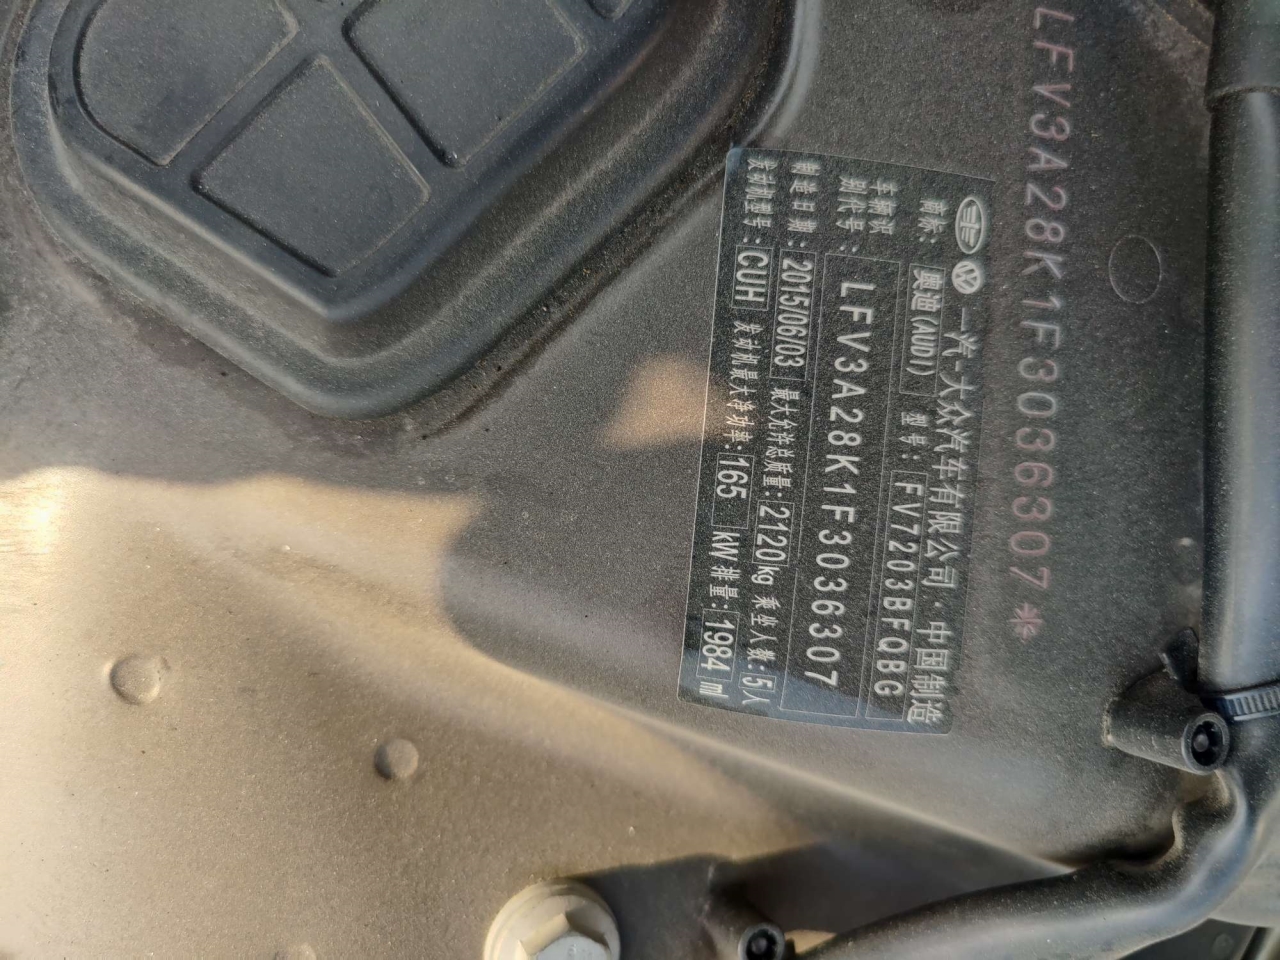 LFV3A28K1F3036307*
一汽-大众汽车有限公司·中国制造
商标: 奥迪(AUDI) 型号: FV7203BFQBG
车辆识别代号: LFV3A28K1F3036307
制造日期: 2015/06/03 最大允许总质量: 2120kg 乘坐人数: 5人
发动机型号: CUH 发动机最大净功率: 165 kW 排量: 1984 ml